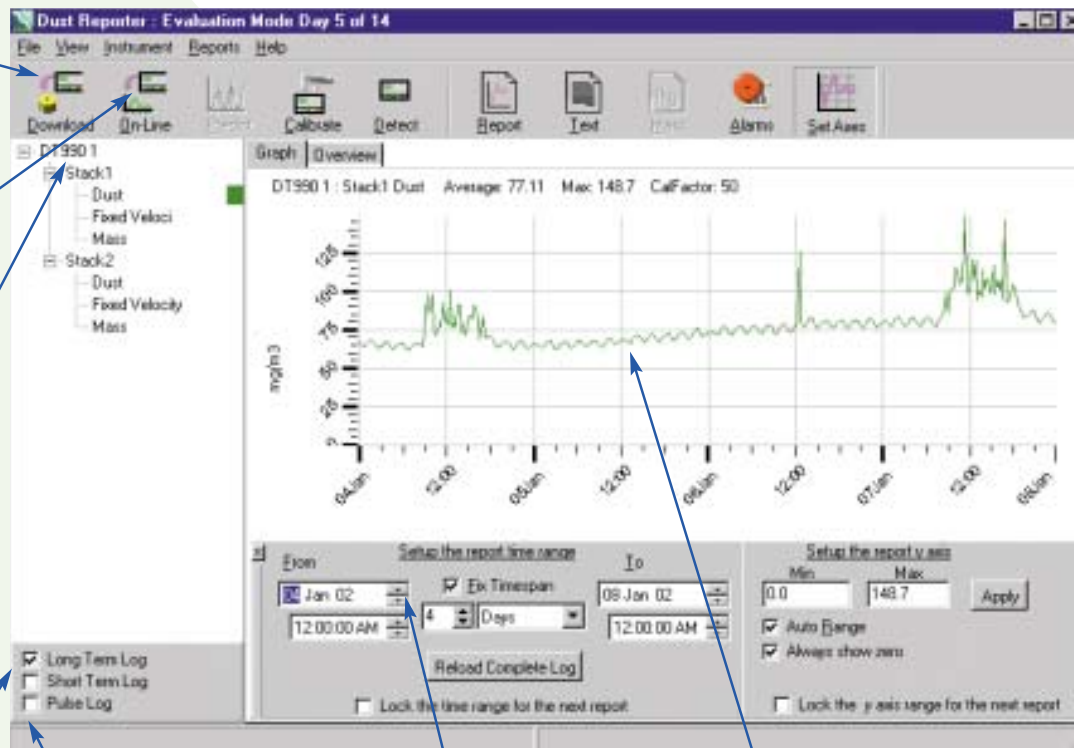 Dust Reporter : Evaluation Mode Day 5 of 14
File View Instrument Reports Help
Download On-Line Calibrate Detect Report Text Alarms Set Axes
DT990 1
Stack1
Dust
Fixed Veloci
Mass
Stack2
Dust
Fixed Velocity
Mass
Graph Overview
DT990 1 : Stack1 Dust Average: 77.11 Max: 148.7 CalFactor: 50
mg/m3
125
100
75
50
25
0
04Jan 12:00 05Jan 12:00 06Jan 12:00 07Jan 12:00 08Jan
x
Setup the report time range
From To
04 Jan 02 Fix Timespan 08 Jan 02
4 Days
12:00:00 AM 12:00:00 AM
Reload Complete Log
Lock the time range for the next report
Setup the report y axis
Min Max
0.0 148.7 Apply
Auto Range
Always show zero
Lock the y axis range for the next report
Long Term Log
Short Term Log
Pulse Log